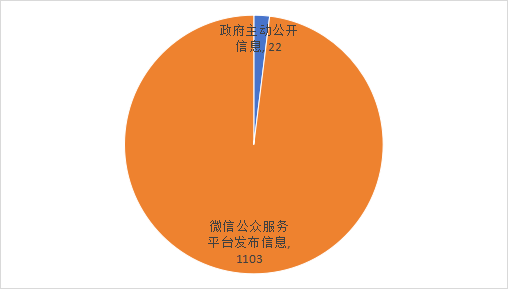 政府主动公开
信息, 22
微信公众服务
平台发布信息,
1103